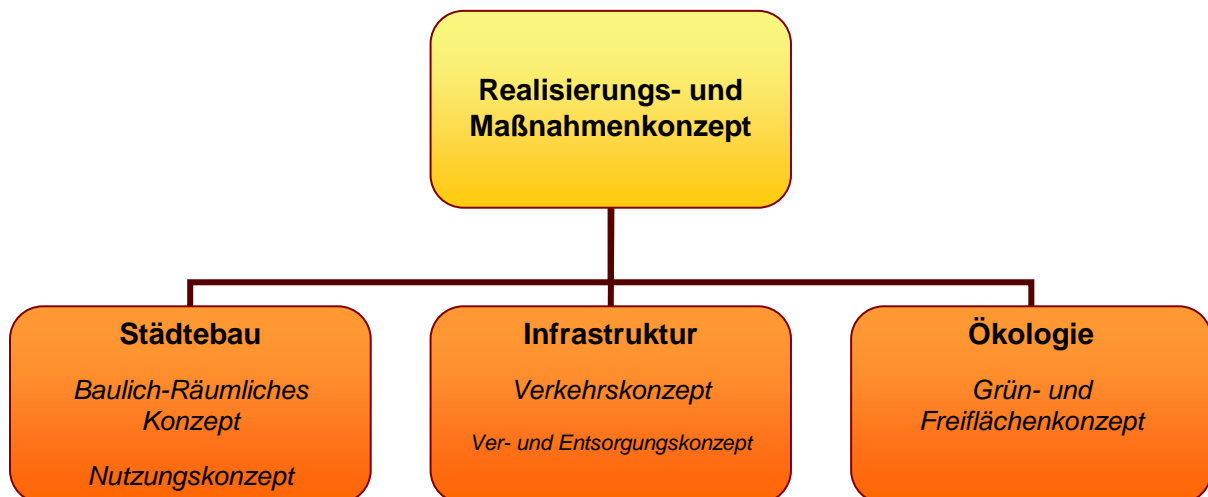 Realisierungs- und
Maßnahmenkonzept
Städtebau
Baulich-Räumliches
Konzept
Nutzungskonzept
Infrastruktur
Verkehrskonzept
Ver- und Entsorgungskonzept
Ökologie
Grün- und
Freiflächenkonzept